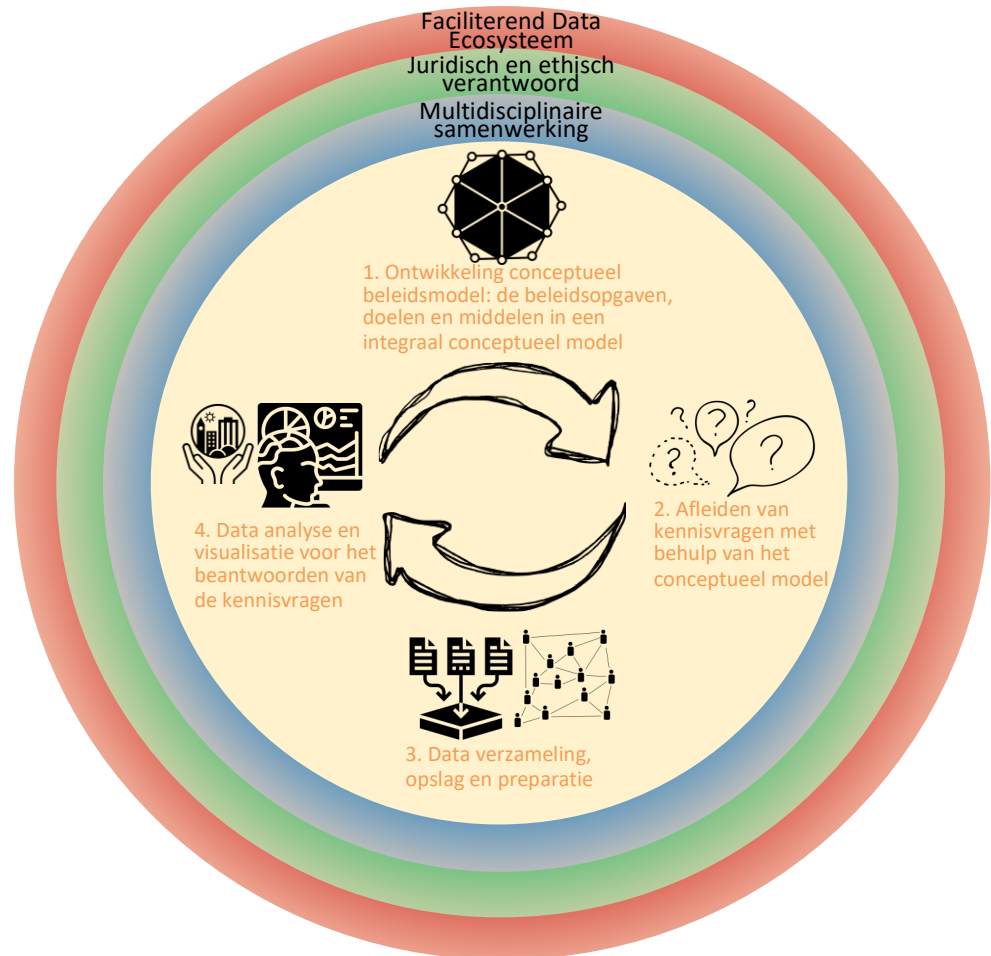 Faciliterend Data
Ecosysteem
Juridisch en ethisch
verantwoord
Multidisciplinaire
samenwerking
1. Ontwikkeling conceptueel
beleidsmodel: de beleidsopgaven,
doelen en middelen in een
integraal conceptueel model
? ? ?
? ?
2. Afleiden van
kennisvragen met
behulp van het
conceptueel model
4. Data analyse en
visualisatie voor het
beantwoorden van
de kennisvragen
3. Data verzameling,
opslag en preparatie